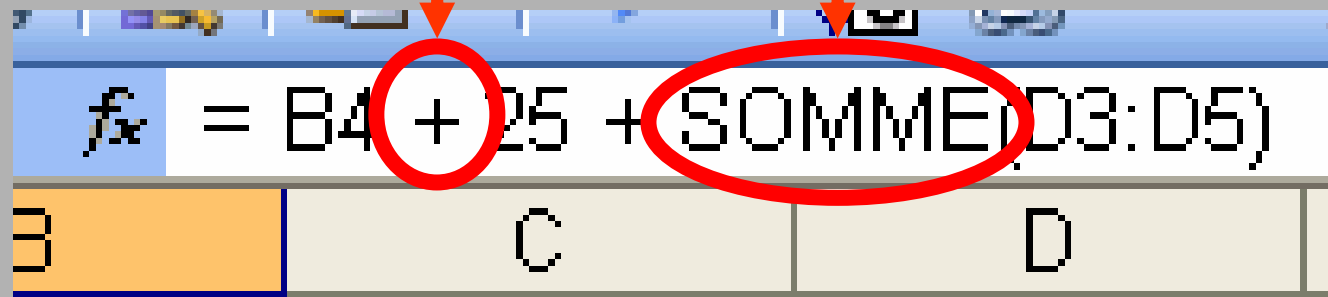 fx = B4 + 25 + SOMME(D3:D5)
B C D